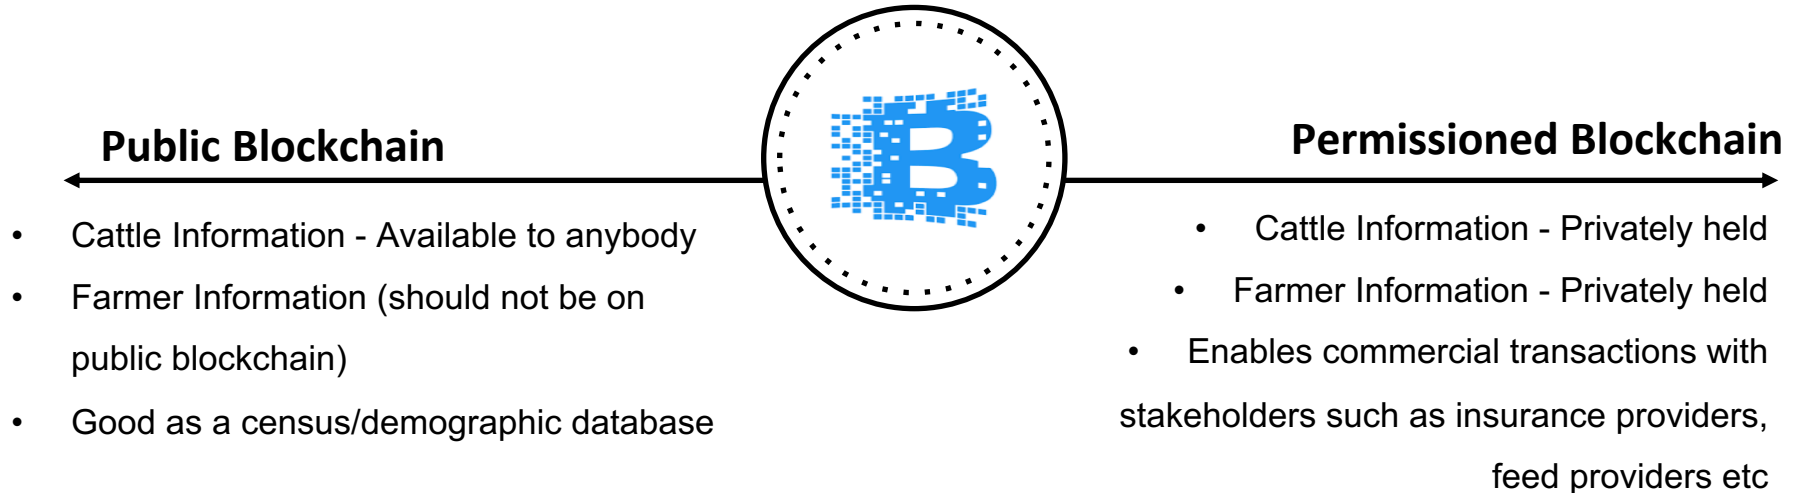 Public Blockchain
• Cattle Information - Available to anybody
• Farmer Information (should not be on
public blockchain)
• Good as a census/demographic database
B
Permissioned Blockchain
• Cattle Information - Privately held
• Farmer Information - Privately held
• Enables commercial transactions with
stakeholders such as insurance providers,
feed providers etc